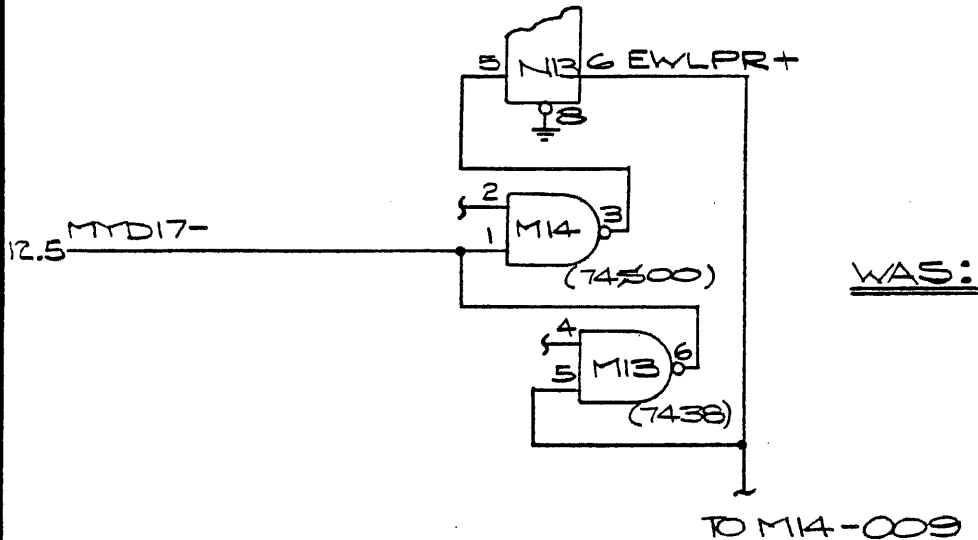 5 N13 6 EWLPR+
8
2
M14 3
12.5 MYD17- 1
(74S00)
WAS:
4
M13 6
5
(7438)
TO M14-009